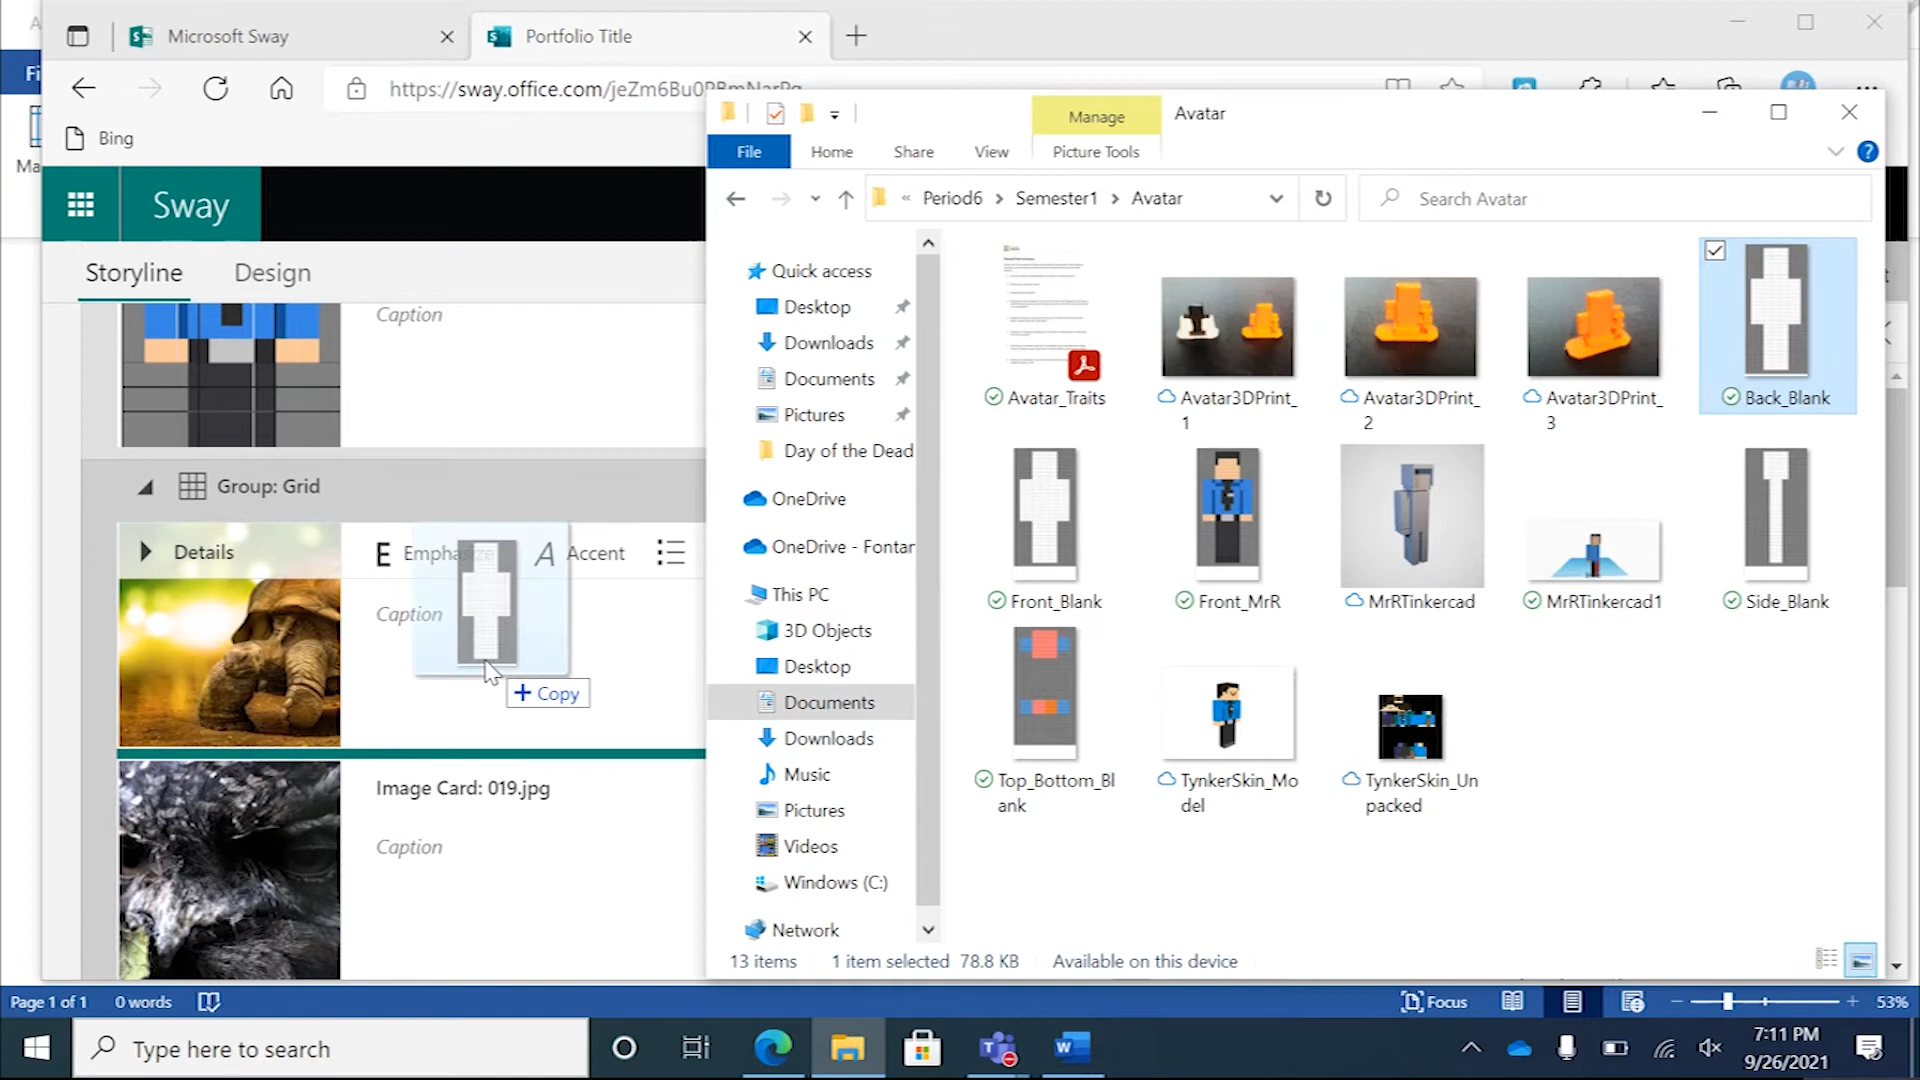 Microsoft Sway
Portfolio Title
https://sway.office.com/jeZm6Bu0
Bing
Fi
Ma
Sway
Storyline
Design
Caption
Group: Grid
Details
Emphasize
Accent
Caption
Copy
Image Card: 019.jpg
Caption
Manage
Avatar
File
Home
Share
View
Picture Tools
Period6
Semester1
Avatar
Search Avatar
Quick access
Desktop
Downloads
Documents
Pictures
Day of the Dead
OneDrive
OneDrive - Fontar
This PC
3D Objects
Desktop
Documents
Downloads
Music
Pictures
Videos
Windows (C:)
Network
Avatar_Traits
Avatar3DPrint_
1
Avatar3DPrint_
2
Avatar3DPrint_
3
Back_Blank
Front_Blank
Front_MrR
MrRTinkercad
MrRTinkercad1
Side_Blank
Top_Bottom_Bl
ank
TynkerSkin_Mo
del
TynkerSkin_Un
packed
13 items
1 item selected 78.8 KB
Available on this device
Page 1 of 1
0 words
Focus
53%
Type here to search
7:11 PM
9/26/2021